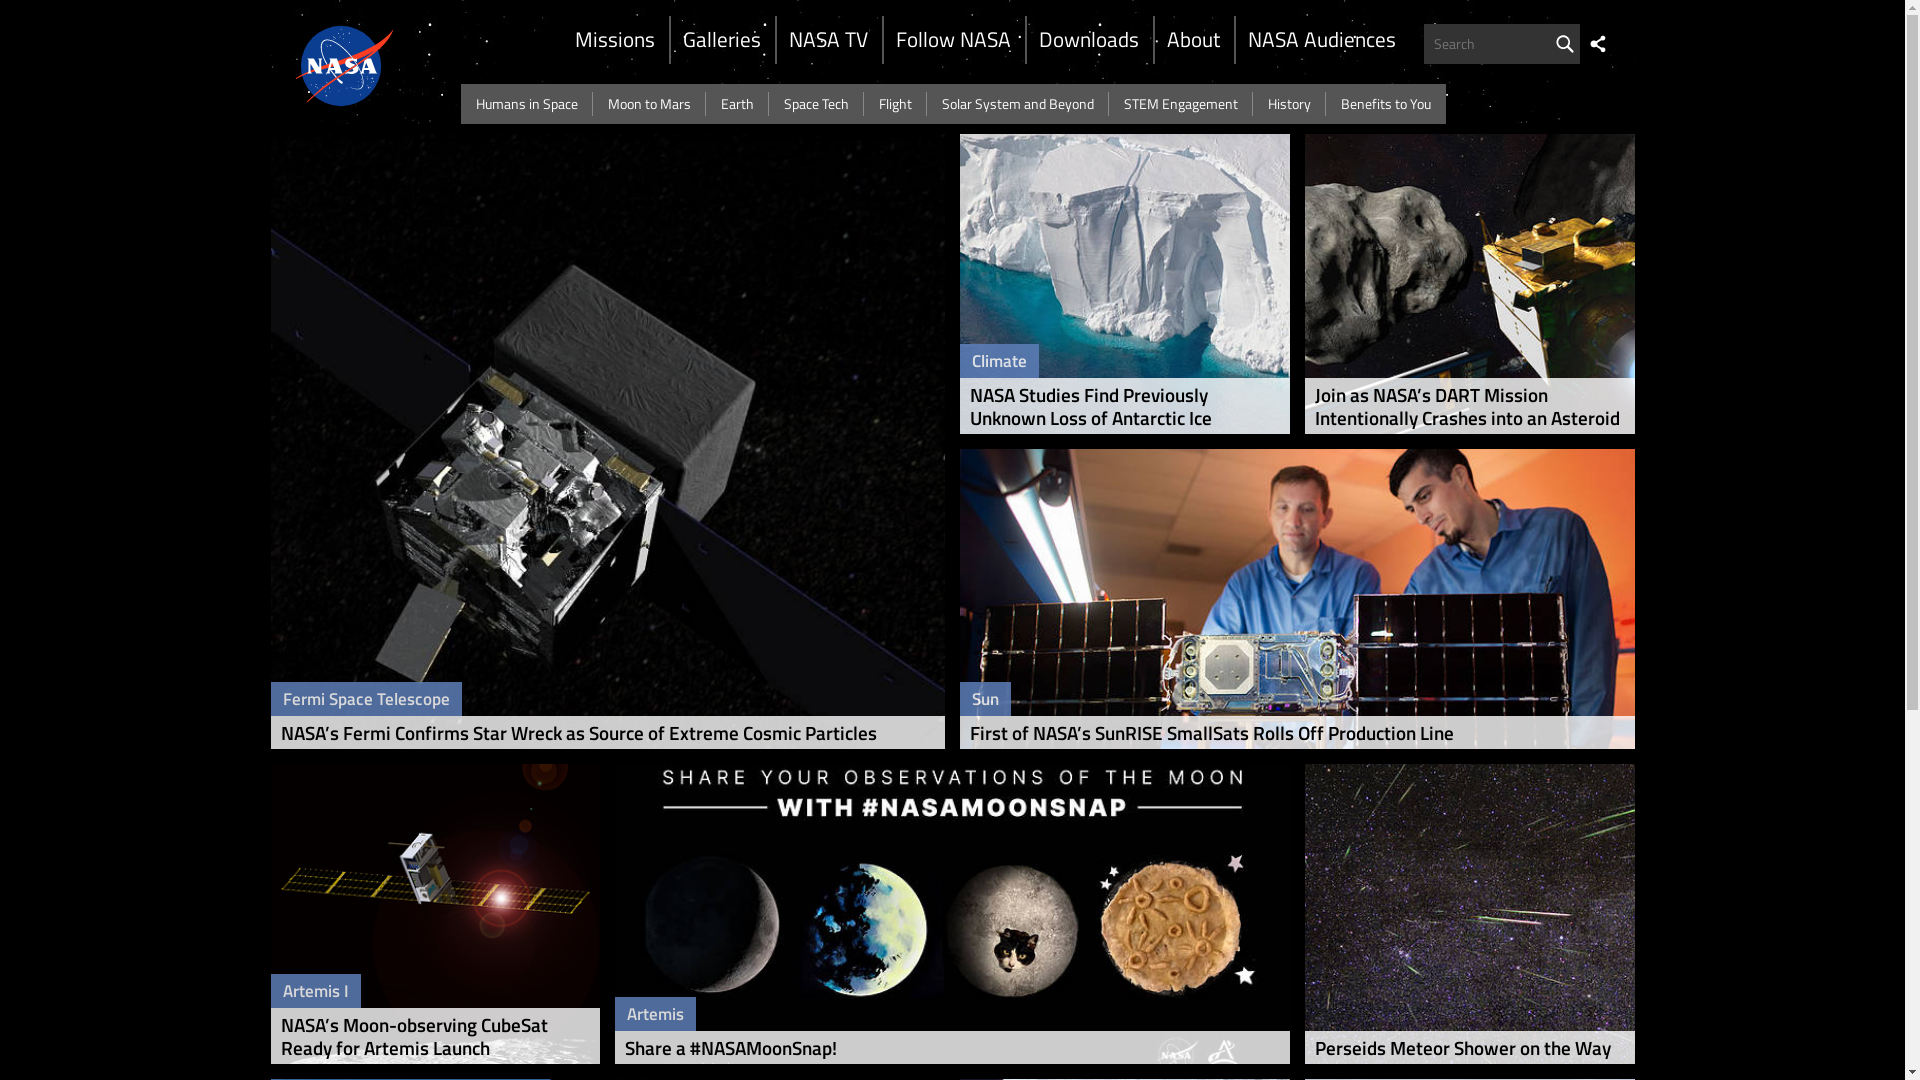 NASA
Missions
Galleries
NASA TV
Follow NASA
Downloads
About
NASA Audiences
Search
Humans in Space
Moon to Mars
Earth
Space Tech
Flight
Solar System and Beyond
STEM Engagement
History
Benefits to You
Climate
NASA Studies Find Previously
Unknown Loss of Antarctic Ice
Join as NASA’s DART Mission
Intentionally Crashes into an Asteroid
Fermi Space Telescope
NASA’s Fermi Confirms Star Wreck as Source of Extreme Cosmic Particles
Sun
First of NASA’s SunRISE SmallSats Rolls Off Production Line
Artemis I
NASA’s Moon-observing CubeSat
Ready for Artemis Launch
SHARE YOUR OBSERVATIONS OF THE MOON
WITH #NASAMOONSNAP
Artemis
Share a #NASAMoonSnap!
Perseids Meteor Shower on the Way